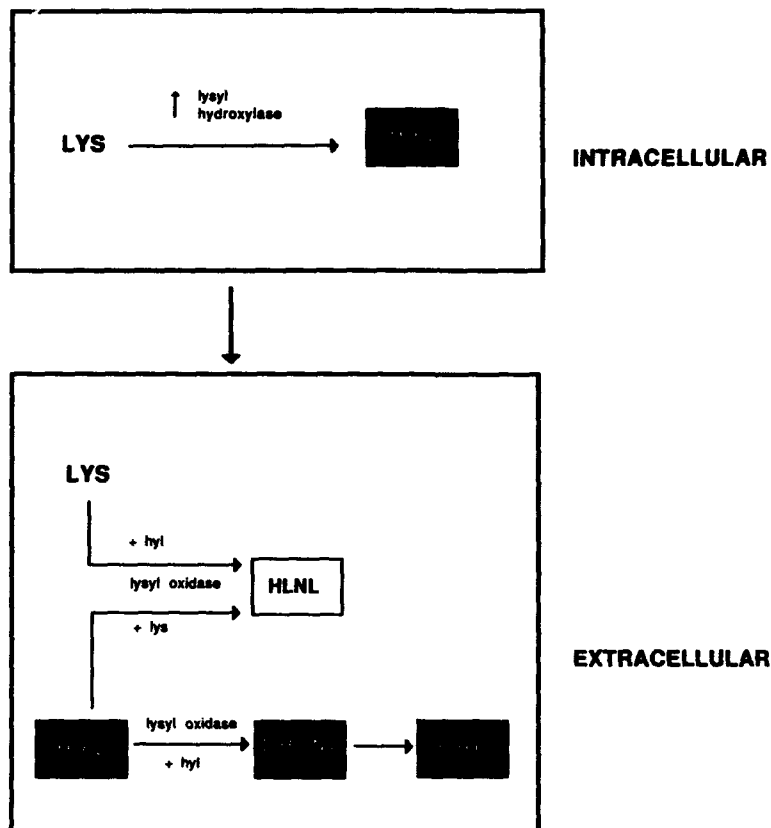 lysyl
hydroxylase
LYS
INTRACELLULAR
LYS
+ hyl
lysyl oxidase
HLNL
+ lys
EXTRACELLULAR
lysyl oxidase
+ hyl